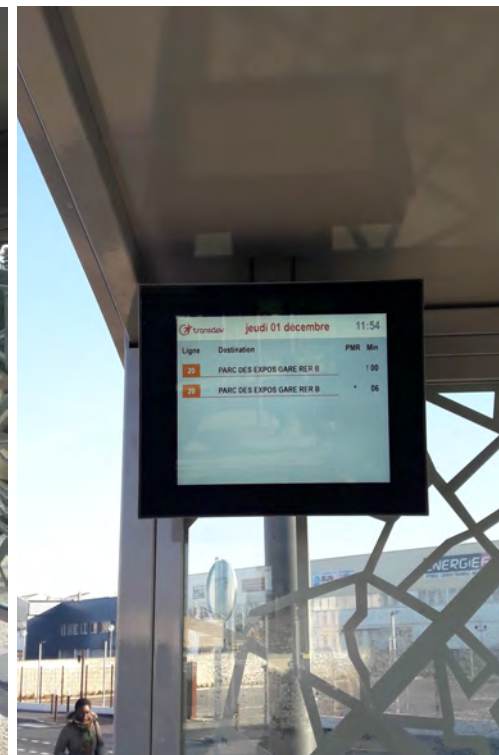 transdev jeudi 01 décembre 11:54
Ligne Destination PMR Min
20 PARC DES EXPOS GARE RER B ! 00
20 PARC DES EXPOS GARE RER B * 06
ENERGIE